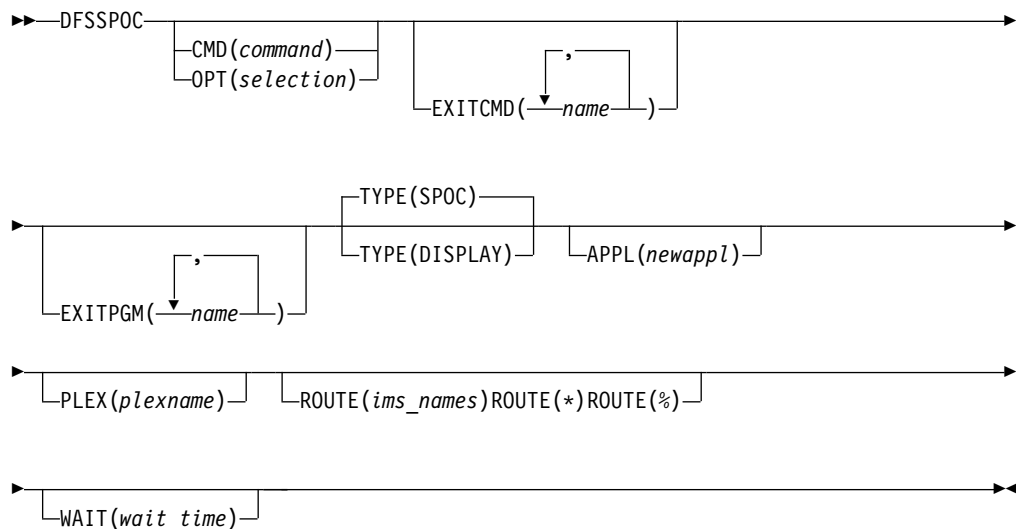 DFSSPOC
CMD(command)
OPT(selection)
,
EXITCMD( name )
,
EXITPGM( name )
TYPE(SPOC)
TYPE(DISPLAY)
APPL(newappl)
PLEX(plexname)
ROUTE(ims_names)ROUTE(*)ROUTE(%)
WAIT(wait time)